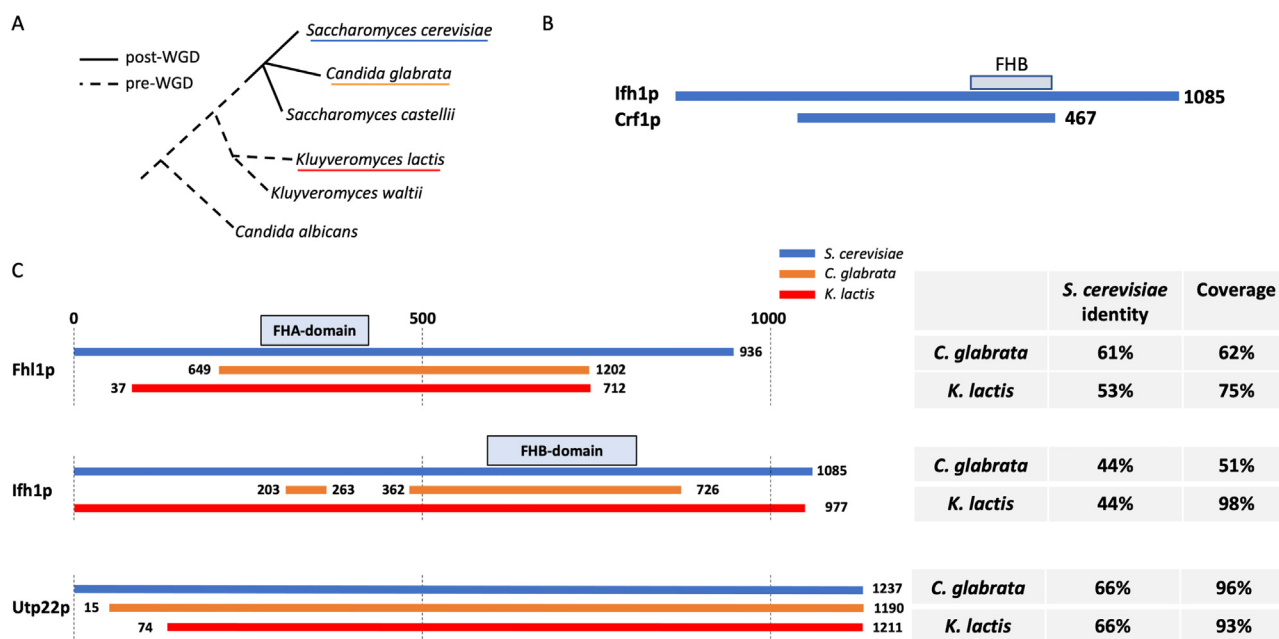 A
post-WGD
pre-WGD
Saccharomyces cerevisiae
Candida glabrata
Saccharomyces castellii
Kluyveromyces lactis
Kluyveromyces waltii
Candida albicans
B
FHB
Ifh1p 1085
Crf1p 467
C
S. cerevisiae
C. glabrata
K. lactis
0 500 1000
FHA-domain
936
Fhl1p 649 1202
37 712
FHB-domain
1085
Ifh1p 203 263 362 726
977
1237
Utp22p 15 1190
74 1211
S. cerevisiae Coverage
identity
C. glabrata 61% 62%
K. lactis 53% 75%
C. glabrata 44% 51%
K. lactis 44% 98%
C. glabrata 66% 96%
K. lactis 66% 93%